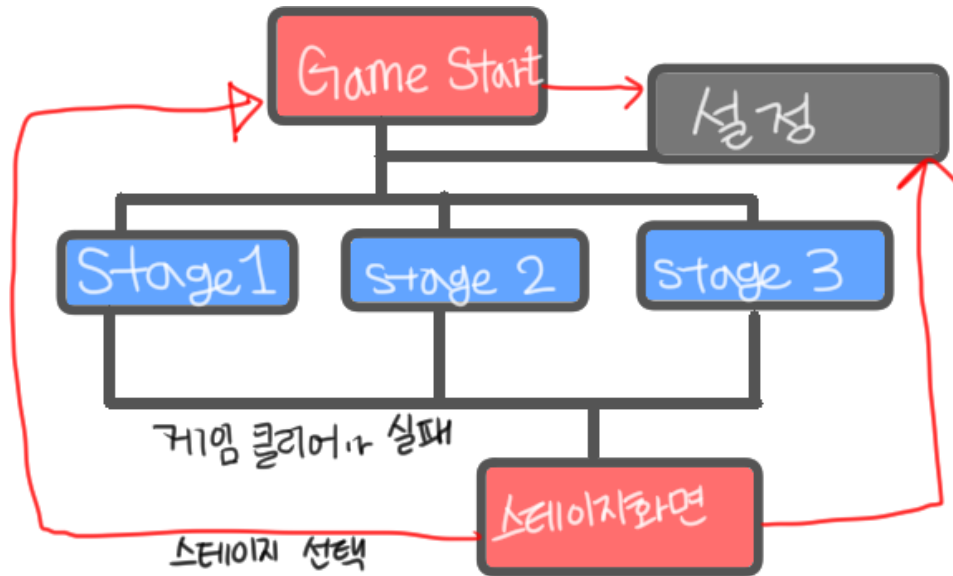 Game Start
설정
Stage1
stage 2
stage 3
게임 클리어 실패
스테이지화면
스테이지 선택